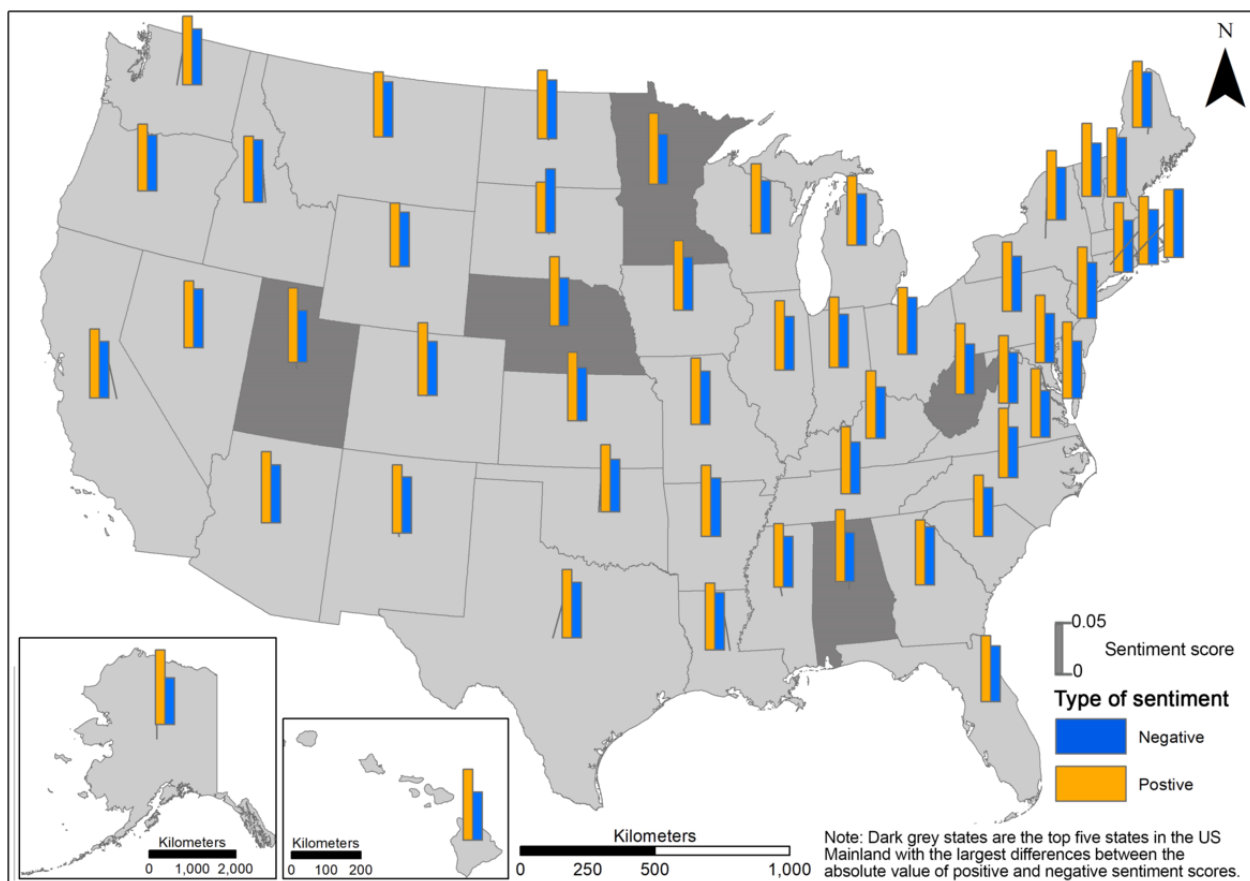 N
0.05
Sentiment score
0
Type of sentiment
Negative
Postive
Kilometers
0 1,000 2,000
Kilometers
0 100 200
Kilometers
0 250 500 1,000
Note: Dark grey states are the top five states in the US
Mainland with the largest differences between the
absolute value of positive and negative sentiment scores.